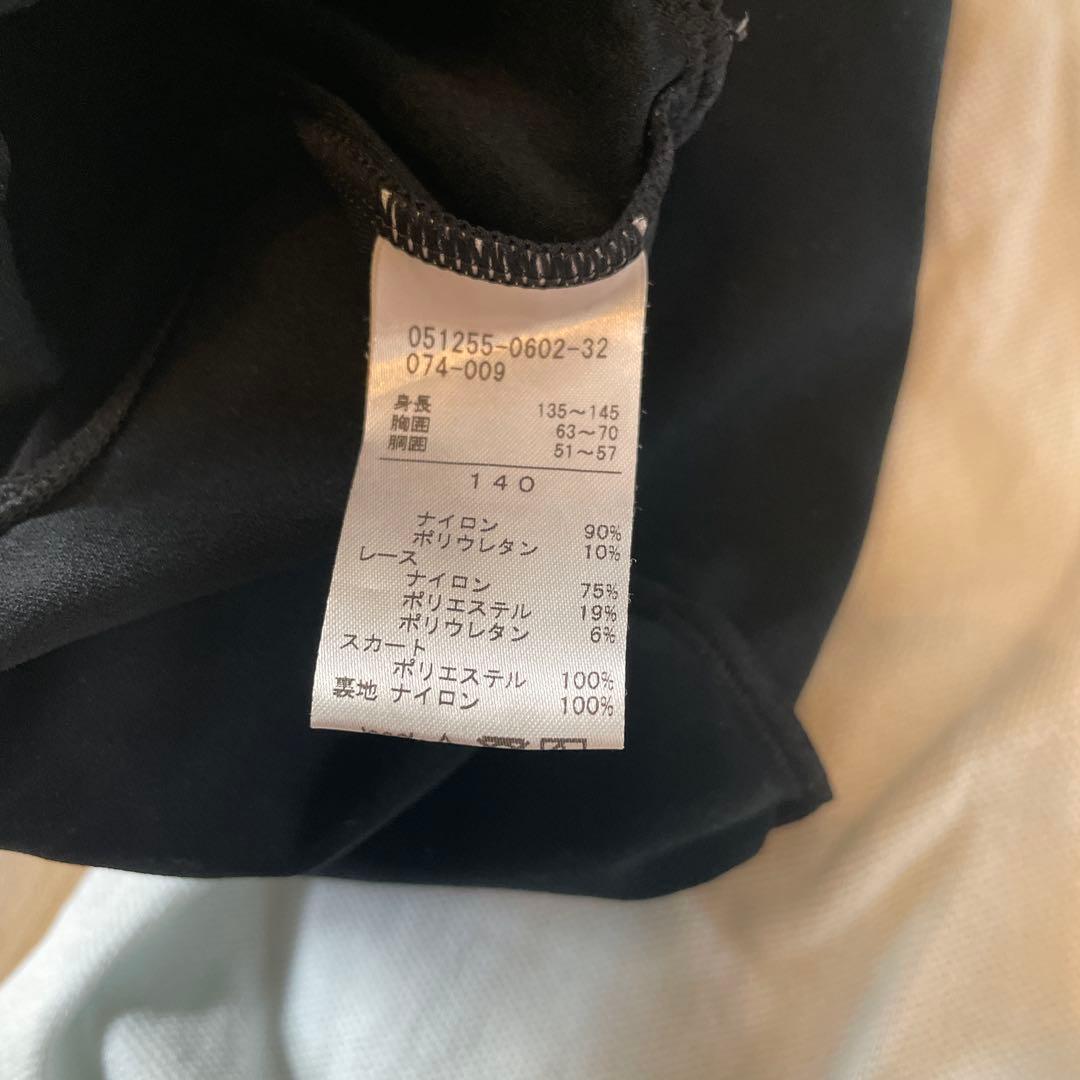 051255-0602-32
074-009
身長 135～145
胸囲 63～70
胴囲 51～57
140
ナイロン 90%
ポリウレタン 10%
レース
ナイロン 75%
ポリエステル 19%
ポリウレタン 6%
スカート
ポリエステル 100%
裏地 ナイロン 100%